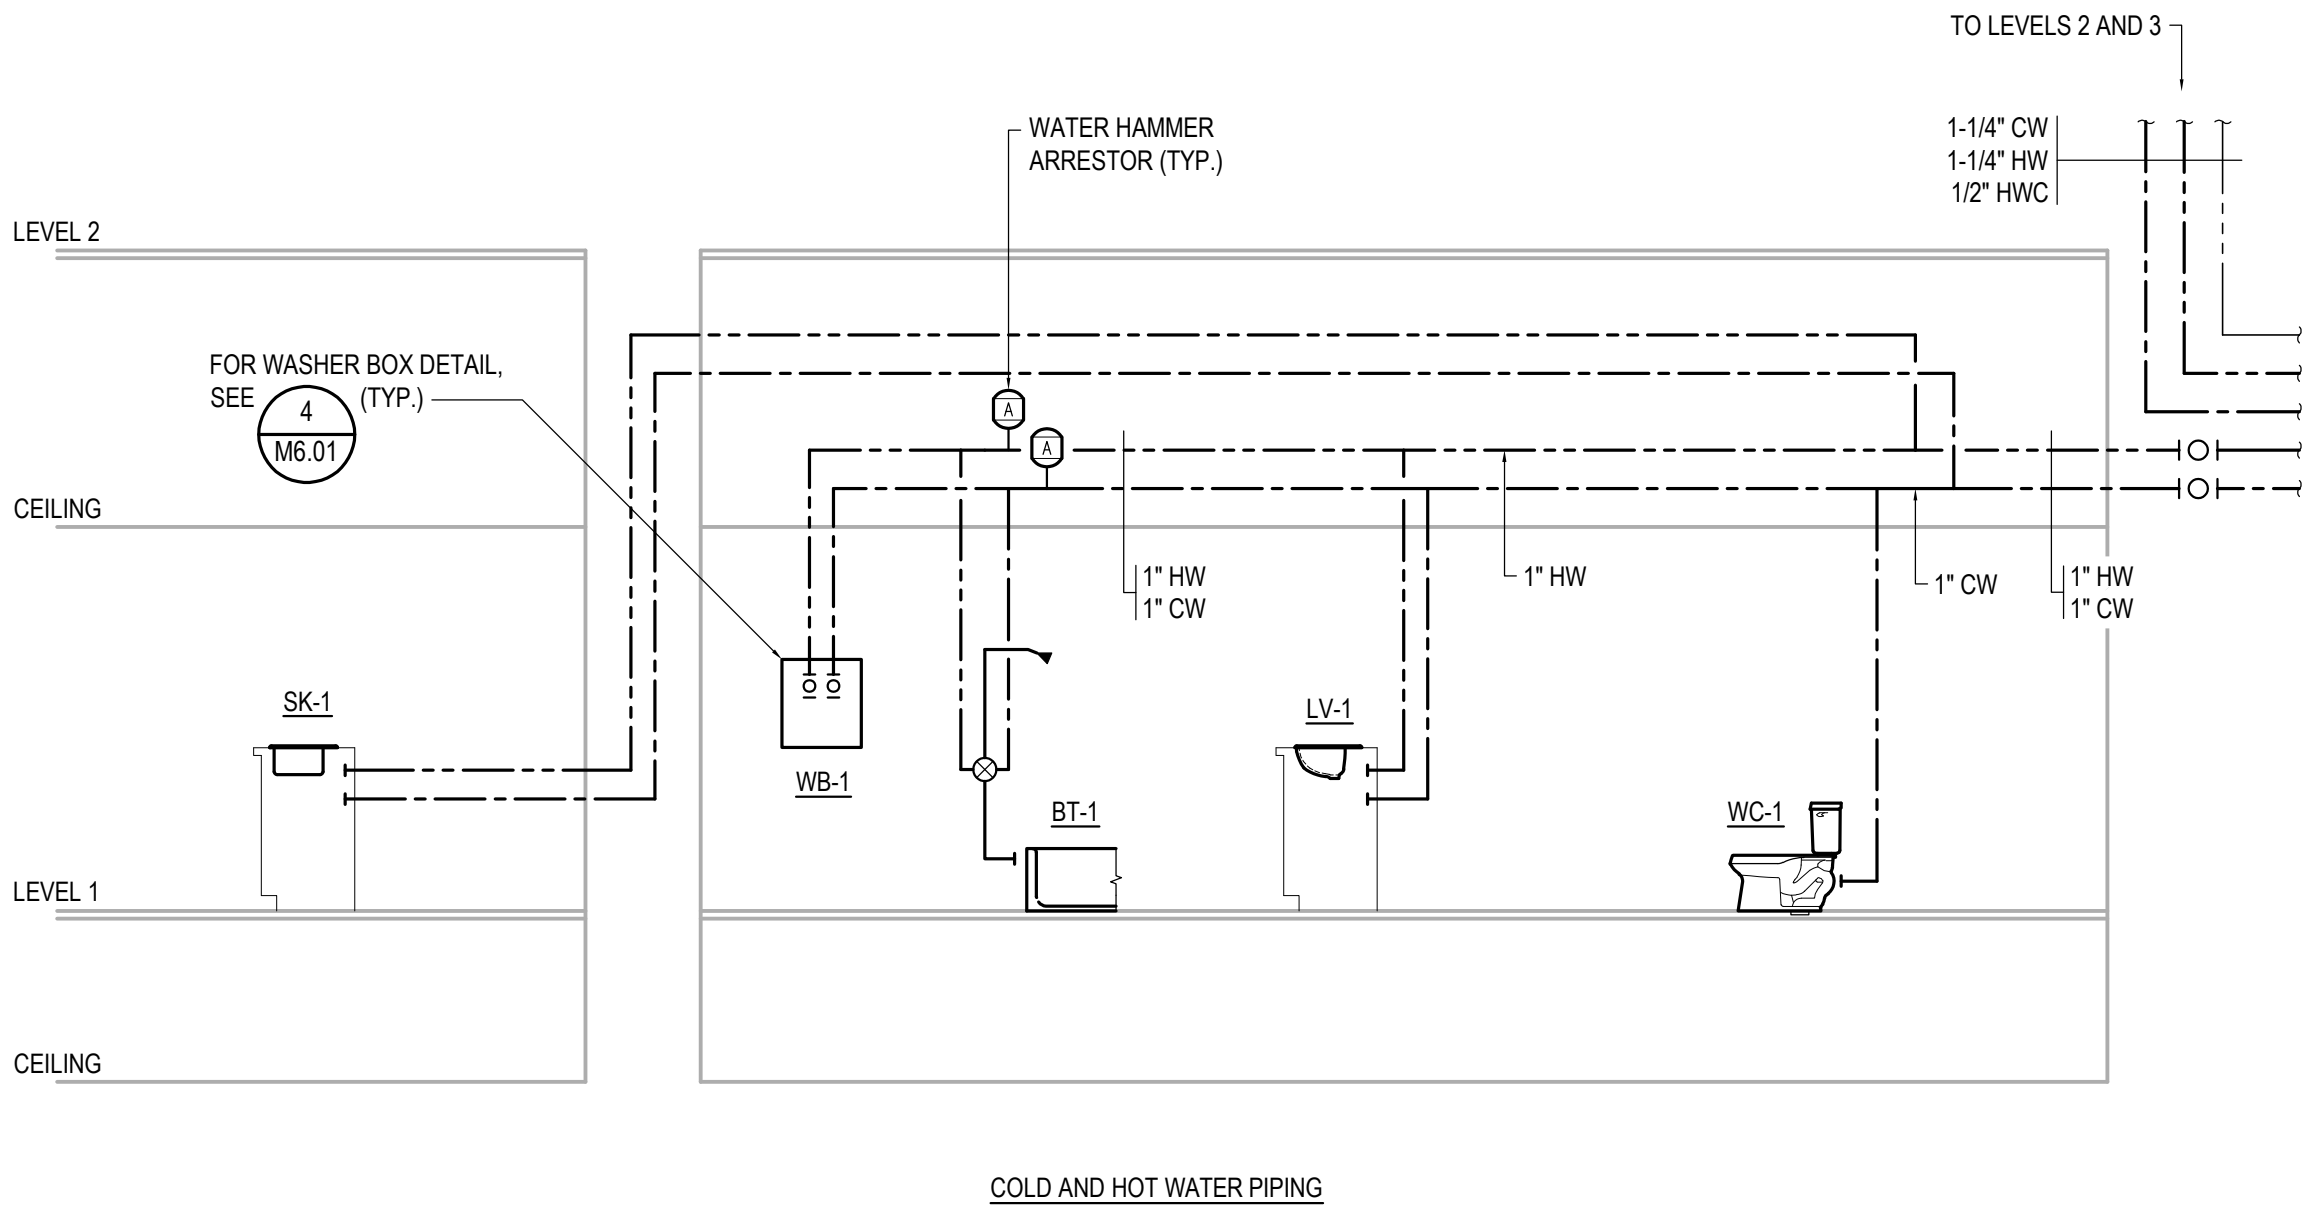 TO LEVELS 2 AND 3
WATER HAMMER
ARRESTOR (TYP.)
1-1/4" CW
1-1/4" HW
1/2" HWC
LEVEL 2
FOR WASHER BOX DETAIL,
SEE 4 (TYP.)
M6.01
A
A
CEILING
1" HW
1" CW
1" HW
1" CW
1" HW
1" CW
SK-1
WB-1
BT-1
LV-1
WC-1
LEVEL 1
CEILING
COLD AND HOT WATER PIPING